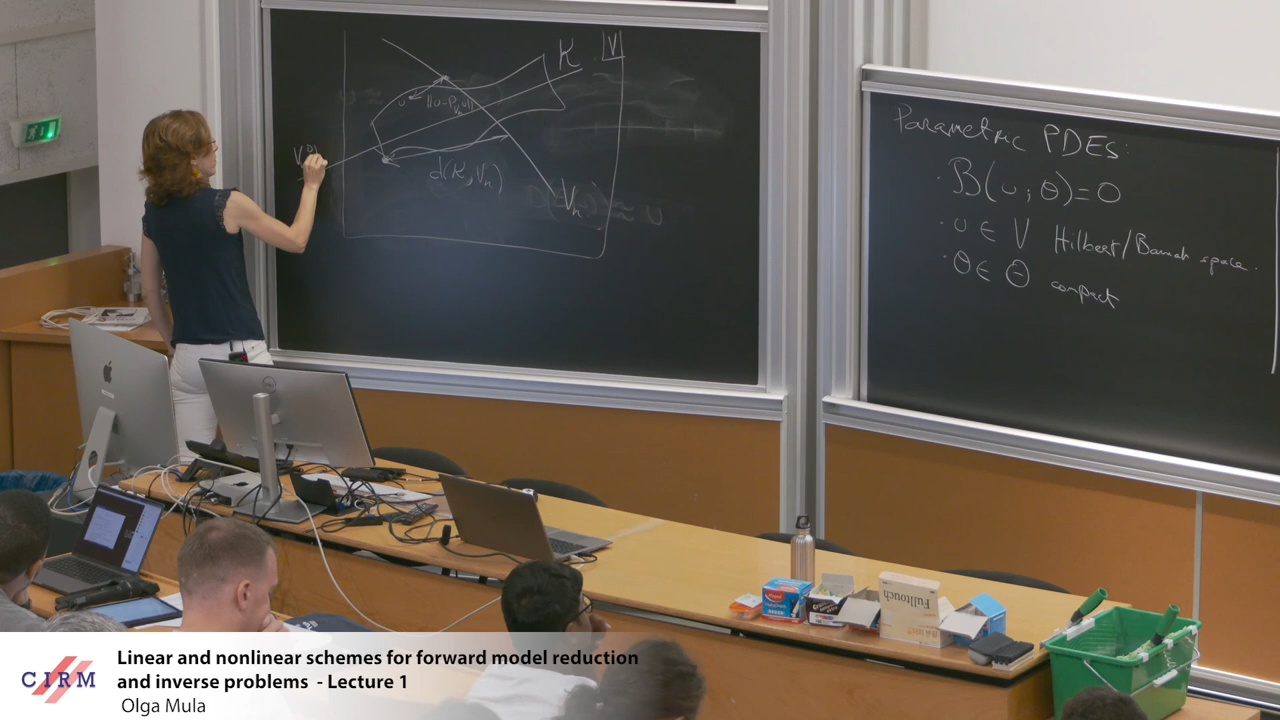 K
V
u
||u-P_{V_n}u||
d(K, V_n)
V_n
Parametric PDEs:
· B(u; θ)=0
· u ∈ V Hilbert/Banach space.
· θ ∈ Θ compact
Fulltouch
CIRM
Linear and nonlinear schemes for forward model reduction
and inverse problems - Lecture 1
Olga Mula